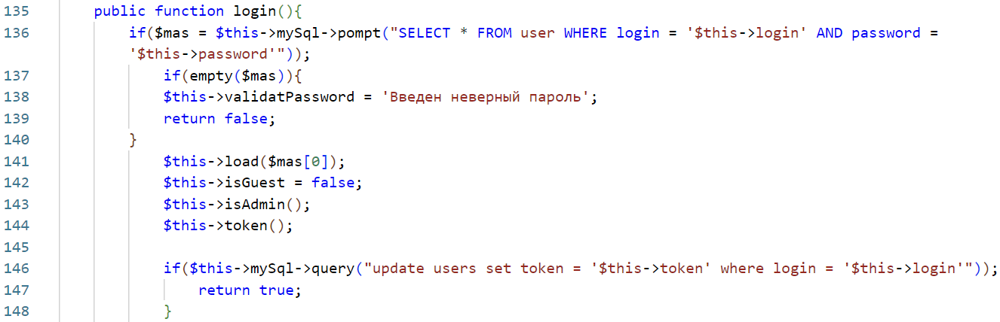 135 public function login(){
136 if($mas = $this->mySql->pompt("SELECT * FROM user WHERE login = '$this->login' AND password =
'$this->password'"));
137 if(empty($mas)){
138 $this->validatPassword = 'Введен неверный пароль';
139 return false;
140 }
141 $this->load($mas[0]);
142 $this->isGuest = false;
143 $this->isAdmin();
144 $this->token();
145
146 if($this->mySql->query("update users set token = '$this->token' where login = '$this->login'"));
147 return true;
148 }